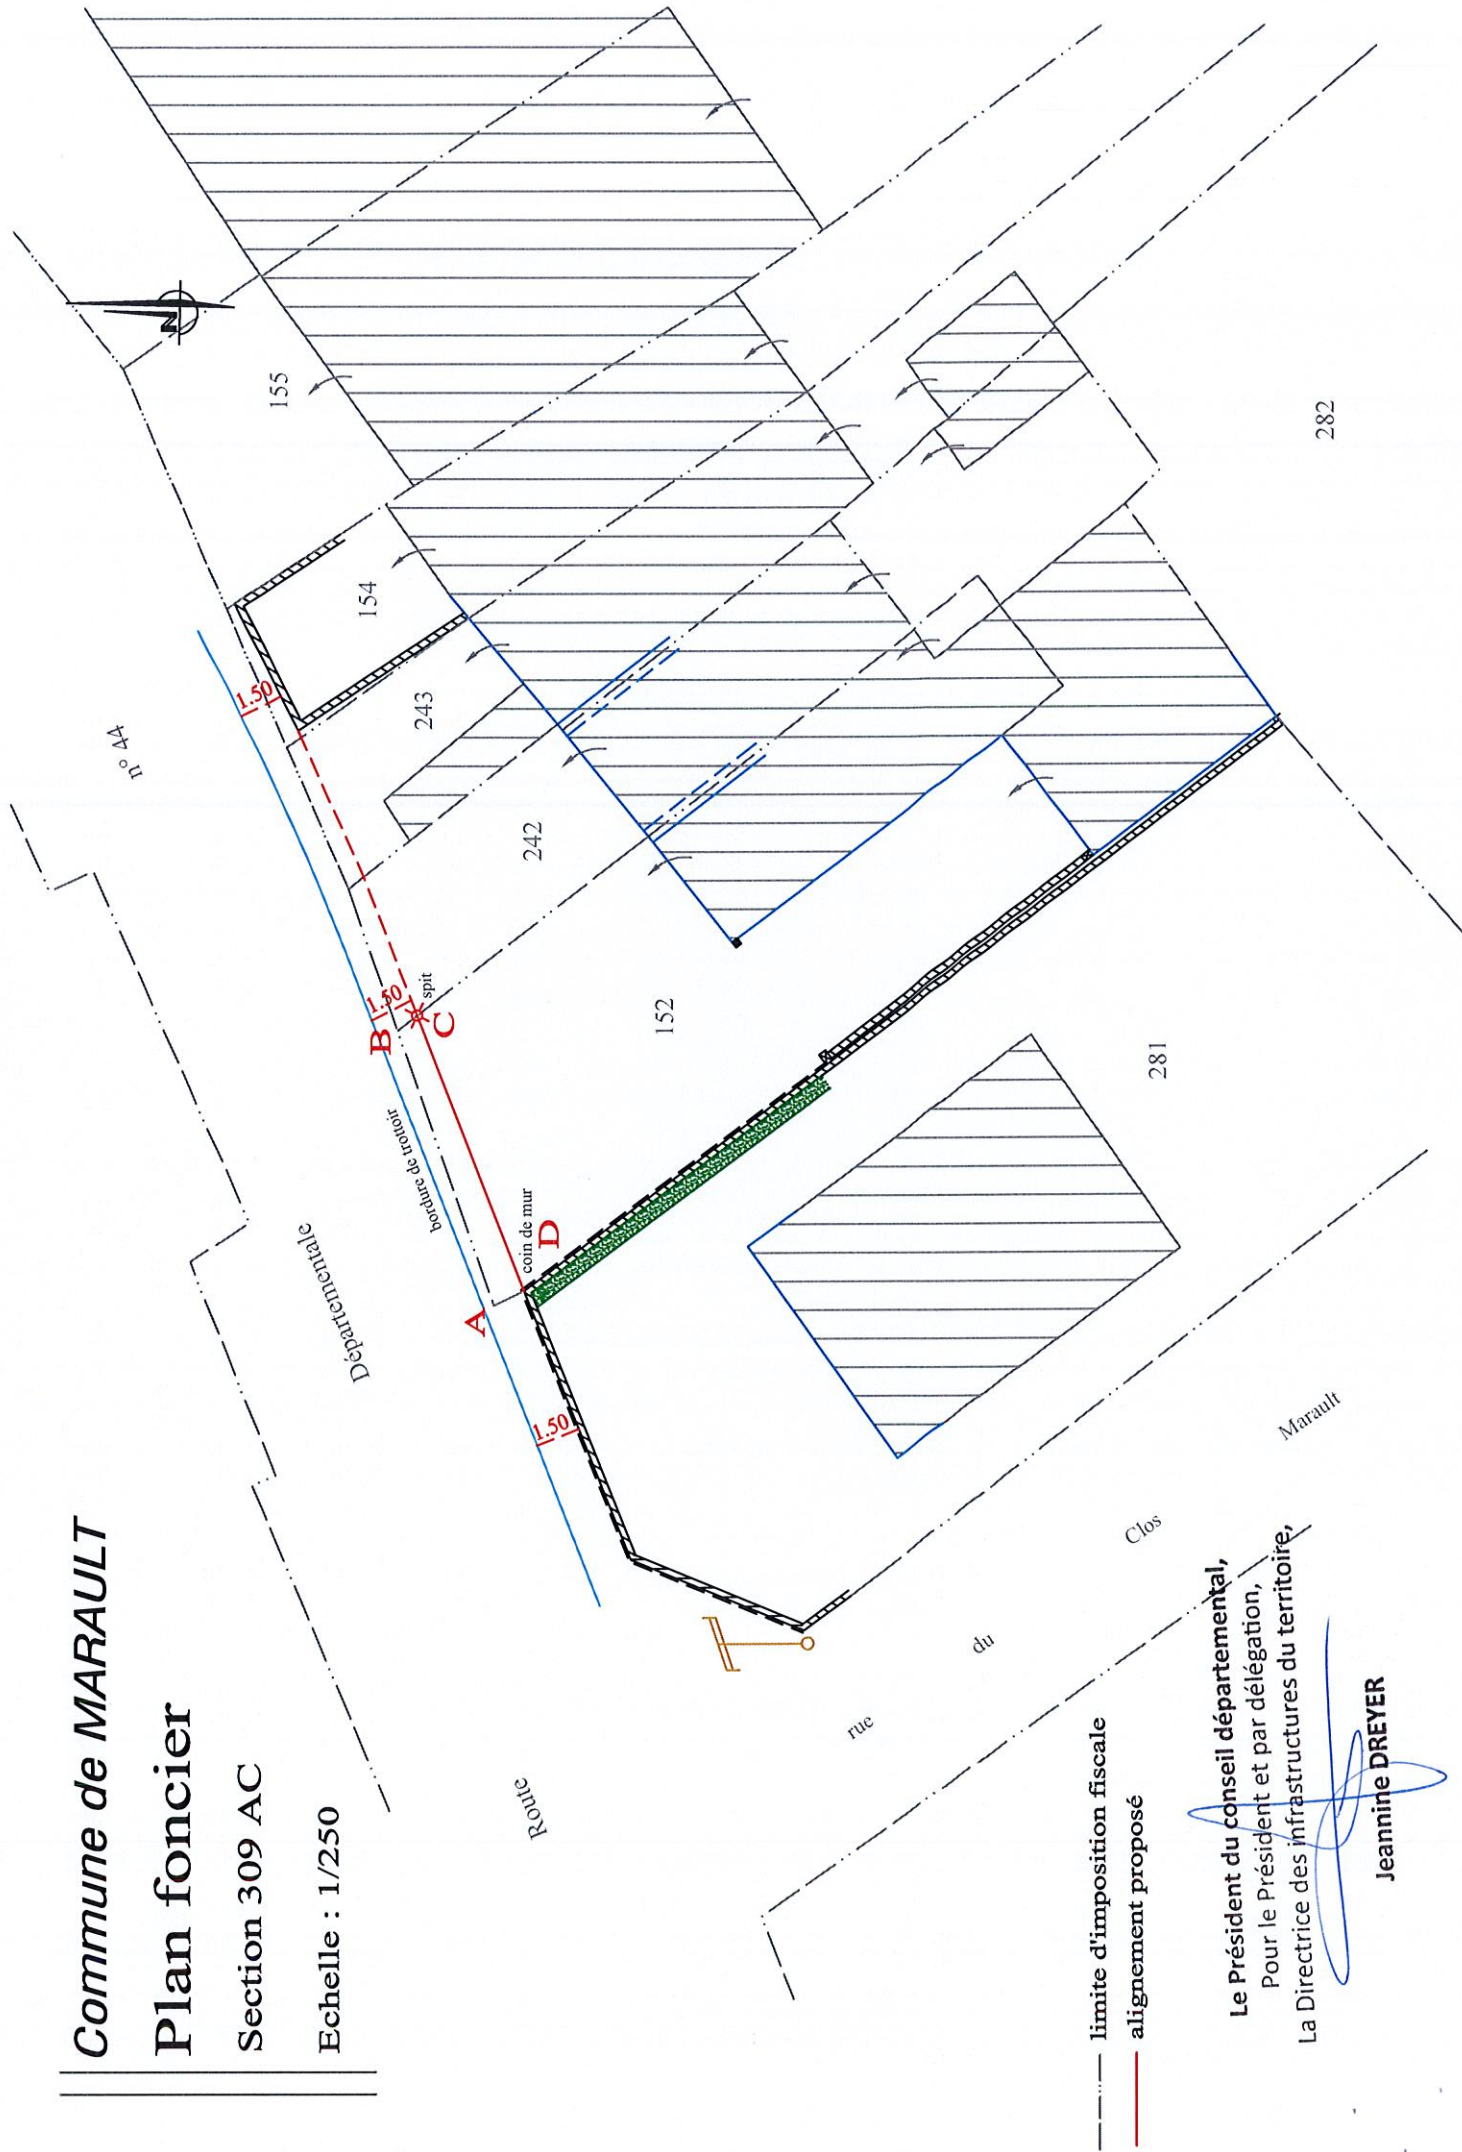 Commune de MARAULT
Plan foncier
Section 309 AC
Echelle : 1/250
N
Route
Départementale
n° 44
bordure de trottoir
1.50
1.50
1.50
A
B
C
D
spit
coin de mur
155
154
243
242
152
281
282
rue
du
Clos
Marault
limite d'imposition fiscale
alignement proposé
Le Président du conseil départemental,
Pour le Président et par délégation,
La Directrice des infrastructures du territoire,
Jeannine DREYER